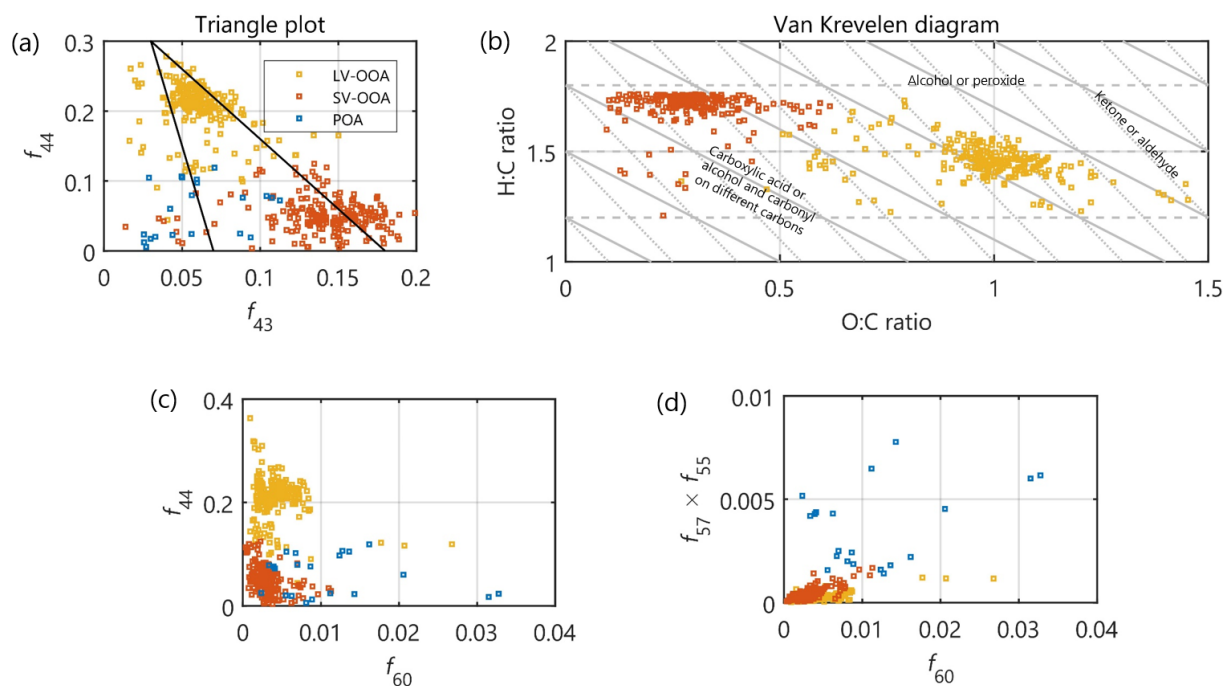 (a)
Triangle plot
0.3
0.2
0.1
0
f44
LV-OOA
SV-OOA
POA
0
0.05
0.1
0.15
0.2
f43
(b)
Van Krevelen diagram
2
1.5
1
H:C ratio
Alcohol or peroxide
Ketone or aldehyde
Carboxylic acid or
alcohol and carbonyl
on different carbons
0
0.5
1
1.5
O:C ratio
(c)
0.4
0.2
0
f44
0
0.01
0.02
0.03
0.04
f60
(d)
0.01
0.005
0
f57 × f55
0
0.01
0.02
0.03
0.04
f60